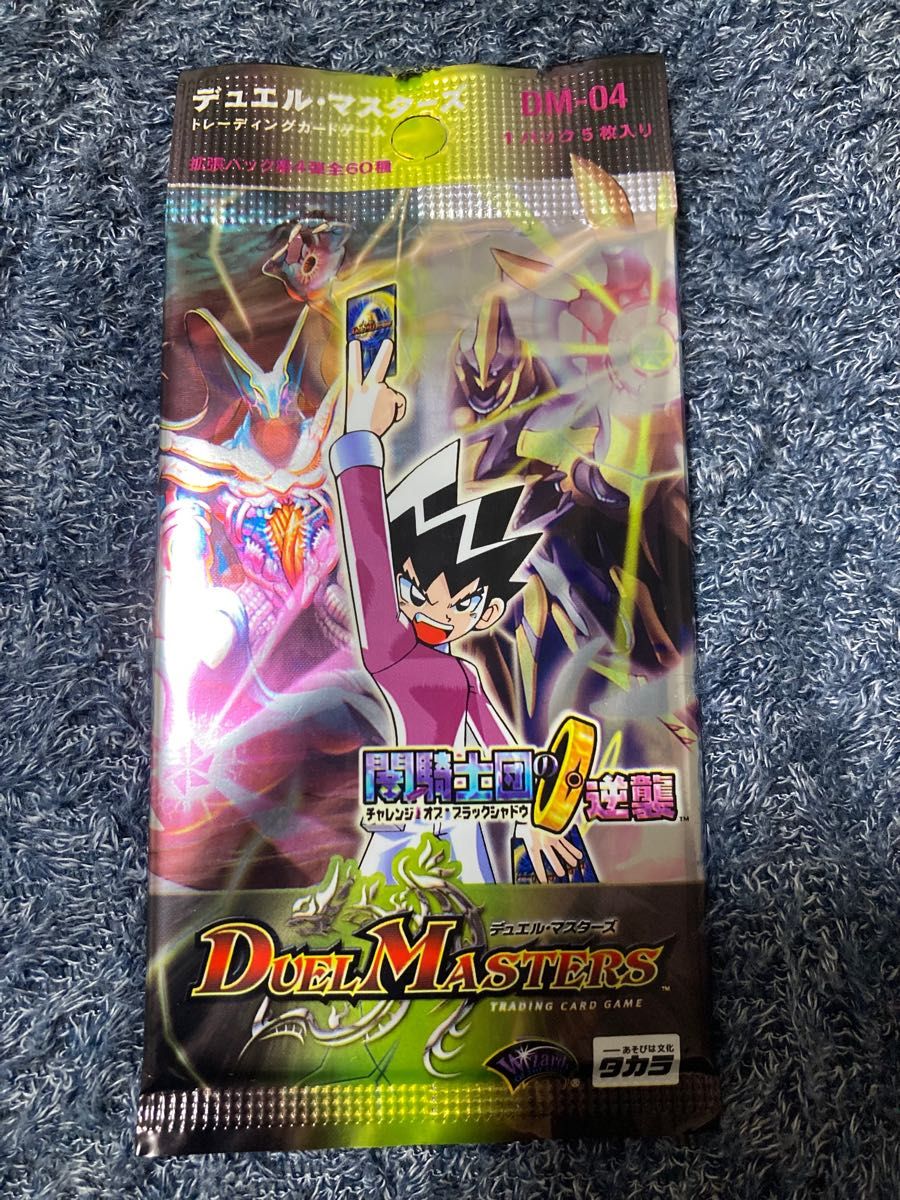 デュエル・マスターズ
トレーディングカードゲーム
DM-04
1パック5枚入り
拡張パック第4弾全60種
闇騎士団の逆襲™
チャレンジ・オブ・ブラックシャドウ
デュエル・マスターズ
DUEL MASTERS™
TRADING CARD GAME
Wizards
®
あそびは文化
タカラ